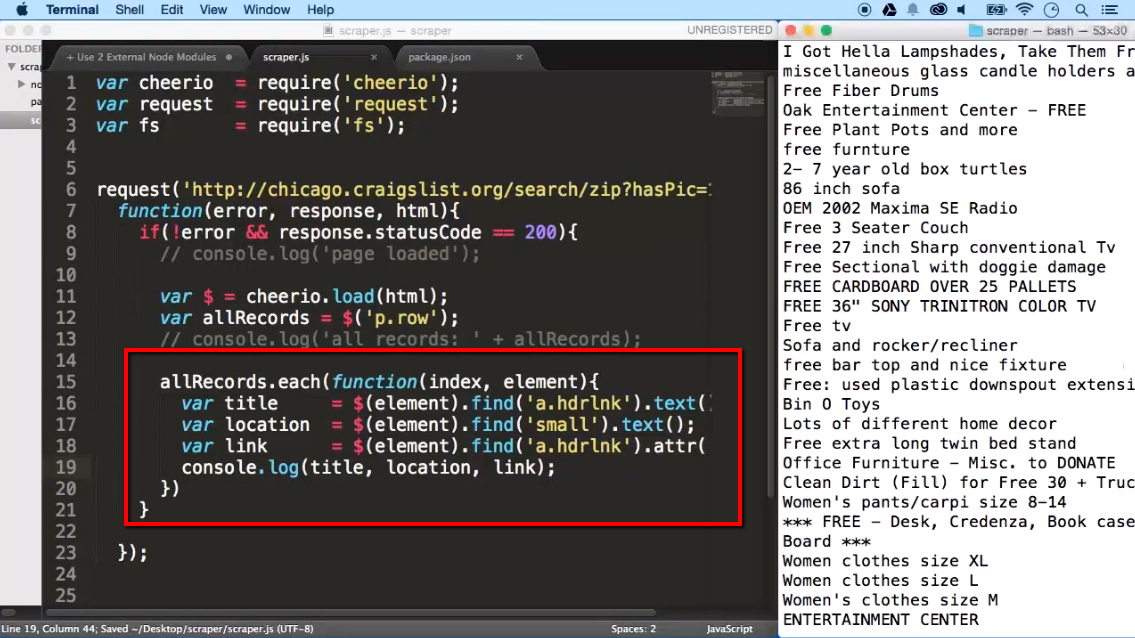 Terminal Shell Edit View Window Help
scraper.js — scraper
UNREGISTERED
scraper — bash — 53×30
FOLDER
+ Use 2 External Node Modules
scraper.js
package.json
1 var cheerio = require('cheerio');
2 var request = require('request');
3 var fs = require('fs');
4
5
6 request('http://chicago.craigslist.org/search/zip?hasPic=
7 function(error, response, html){
8 if(!error && response.statusCode == 200){
9 // console.log('page loaded');
10
11 var $ = cheerio.load(html);
12 var allRecords = $('p.row');
13 // console.log('all records: ' + allRecords);
14
15 allRecords.each(function(index, element){
16 var title = $(element).find('a.hdrlnk').text(
17 var location = $(element).find('small').text();
18 var link = $(element).find('a.hdrlnk').attr(
19 console.log(title, location, link);
20 })
21 }
22
23 });
24
25
Line 19, Column 44; Saved ~/Desktop/scraper/scraper.js (UTF-8)
Spaces: 2
JavaScript
I Got Hella Lampshades, Take Them Fr
miscellaneous glass candle holders a
Free Fiber Drums
Oak Entertainment Center - FREE
Free Plant Pots and more
free furnture
2- 7 year old box turtles
86 inch sofa
OEM 2002 Maxima SE Radio
Free 3 Seater Couch
Free 27 inch Sharp conventional Tv
Free Sectional with doggie damage
FREE CARDBOARD OVER 25 PALLETS
FREE 36" SONY TRINITRON COLOR TV
Free tv
Sofa and rocker/recliner
free bar top and nice fixture
Free: used plastic downspout extensi
Bin O Toys
Lots of different home decor
Free extra long twin bed stand
Office Furniture - Misc. to DONATE
Clean Dirt (Fill) for Free 30 + Truc
Women's pants/carpi size 8-14
*** FREE - Desk, Credenza, Book case
Board ***
Women clothes size XL
Women clothes size L
Women's clothes size M
ENTERTAINMENT CENTER